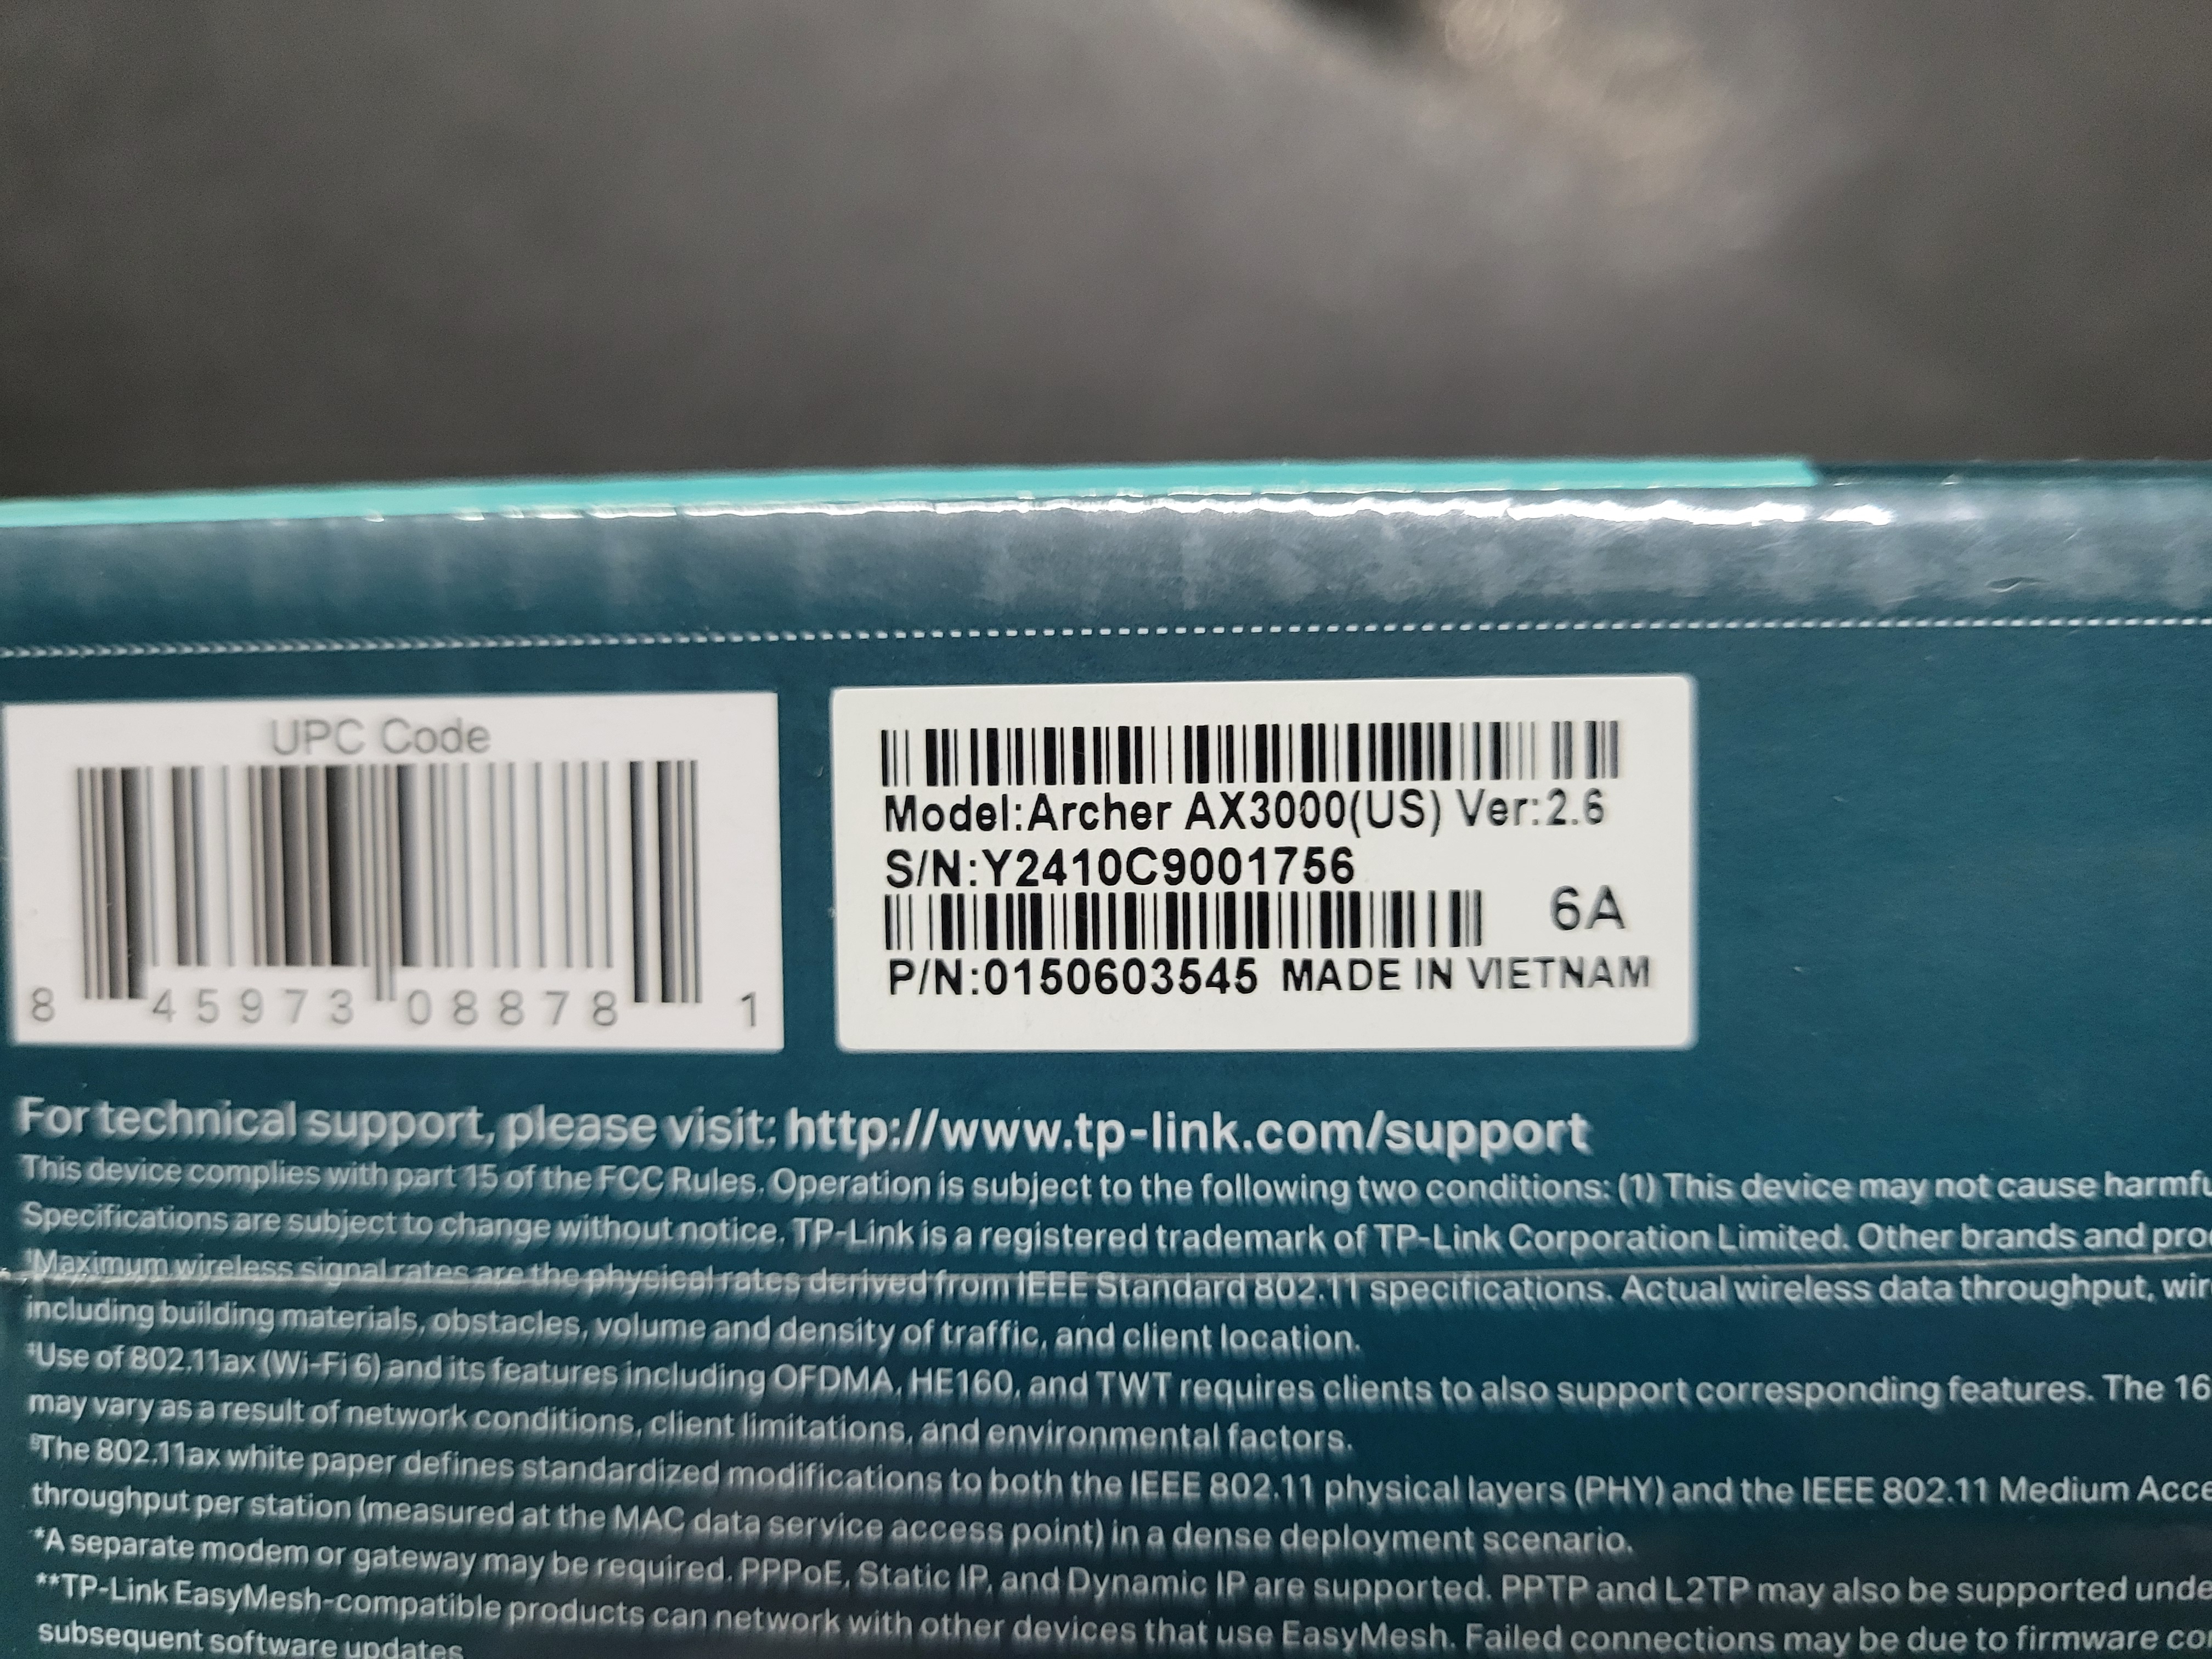 UPC Code
8 45973 08878 1
Model:Archer AX3000(US) Ver:2.6
S/N:Y2410C9001756
6A
P/N:0150603545 MADE IN VIETNAM
For technical support, please visit: http://www.tp-link.com/support
This device complies with part 15 of the FCC Rules. Operation is subject to the following two conditions: (1) This device may not cause harmfu
Specifications are subject to change without notice. TP-Link is a registered trademark of TP-Link Corporation Limited. Other brands and pro
†Maximum wireless signal rates are the physical rates derived from IEEE Standard 802.11 specifications. Actual wireless data throughput, wir
including building materials, obstacles, volume and density of traffic, and client location.
‡Use of 802.11ax (Wi-Fi 6) and its features including OFDMA, HE160, and TWT requires clients to also support corresponding features. The 16
may vary as a result of network conditions, client limitations, and environmental factors.
§The 802.11ax white paper defines standardized modifications to both the IEEE 802.11 physical layers (PHY) and the IEEE 802.11 Medium Acce
throughput per station (measured at the MAC data service access point) in a dense deployment scenario.
*A separate modem or gateway may be required. PPPoE, Static IP, and Dynamic IP are supported. PPTP and L2TP may also be supported unde
**TP-Link EasyMesh-compatible products can network with other devices that use EasyMesh. Failed connections may be due to firmware co
subsequent software updates